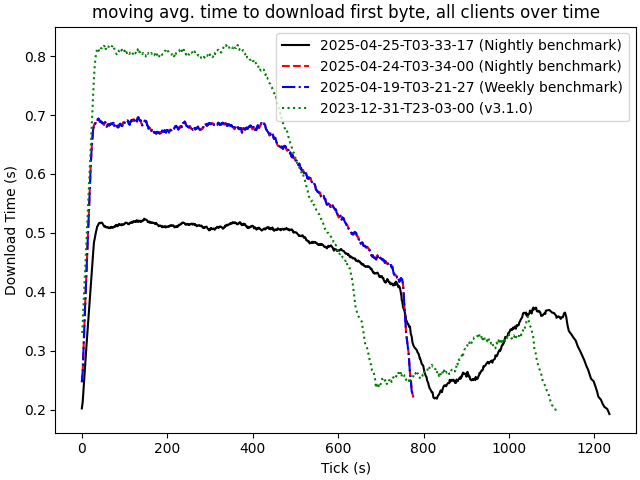 moving avg. time to download first byte, all clients over time
2025-04-25-T03-33-17 (Nightly benchmark)
2025-04-24-T03-34-00 (Nightly benchmark)
2025-04-19-T03-21-27 (Weekly benchmark)
2023-12-31-T23-03-00 (v3.1.0)
Download Time (s)
0.8
0.7
0.6
0.5
0.4
0.3
0.2
0 200 400 600 800 1000 1200
Tick (s)